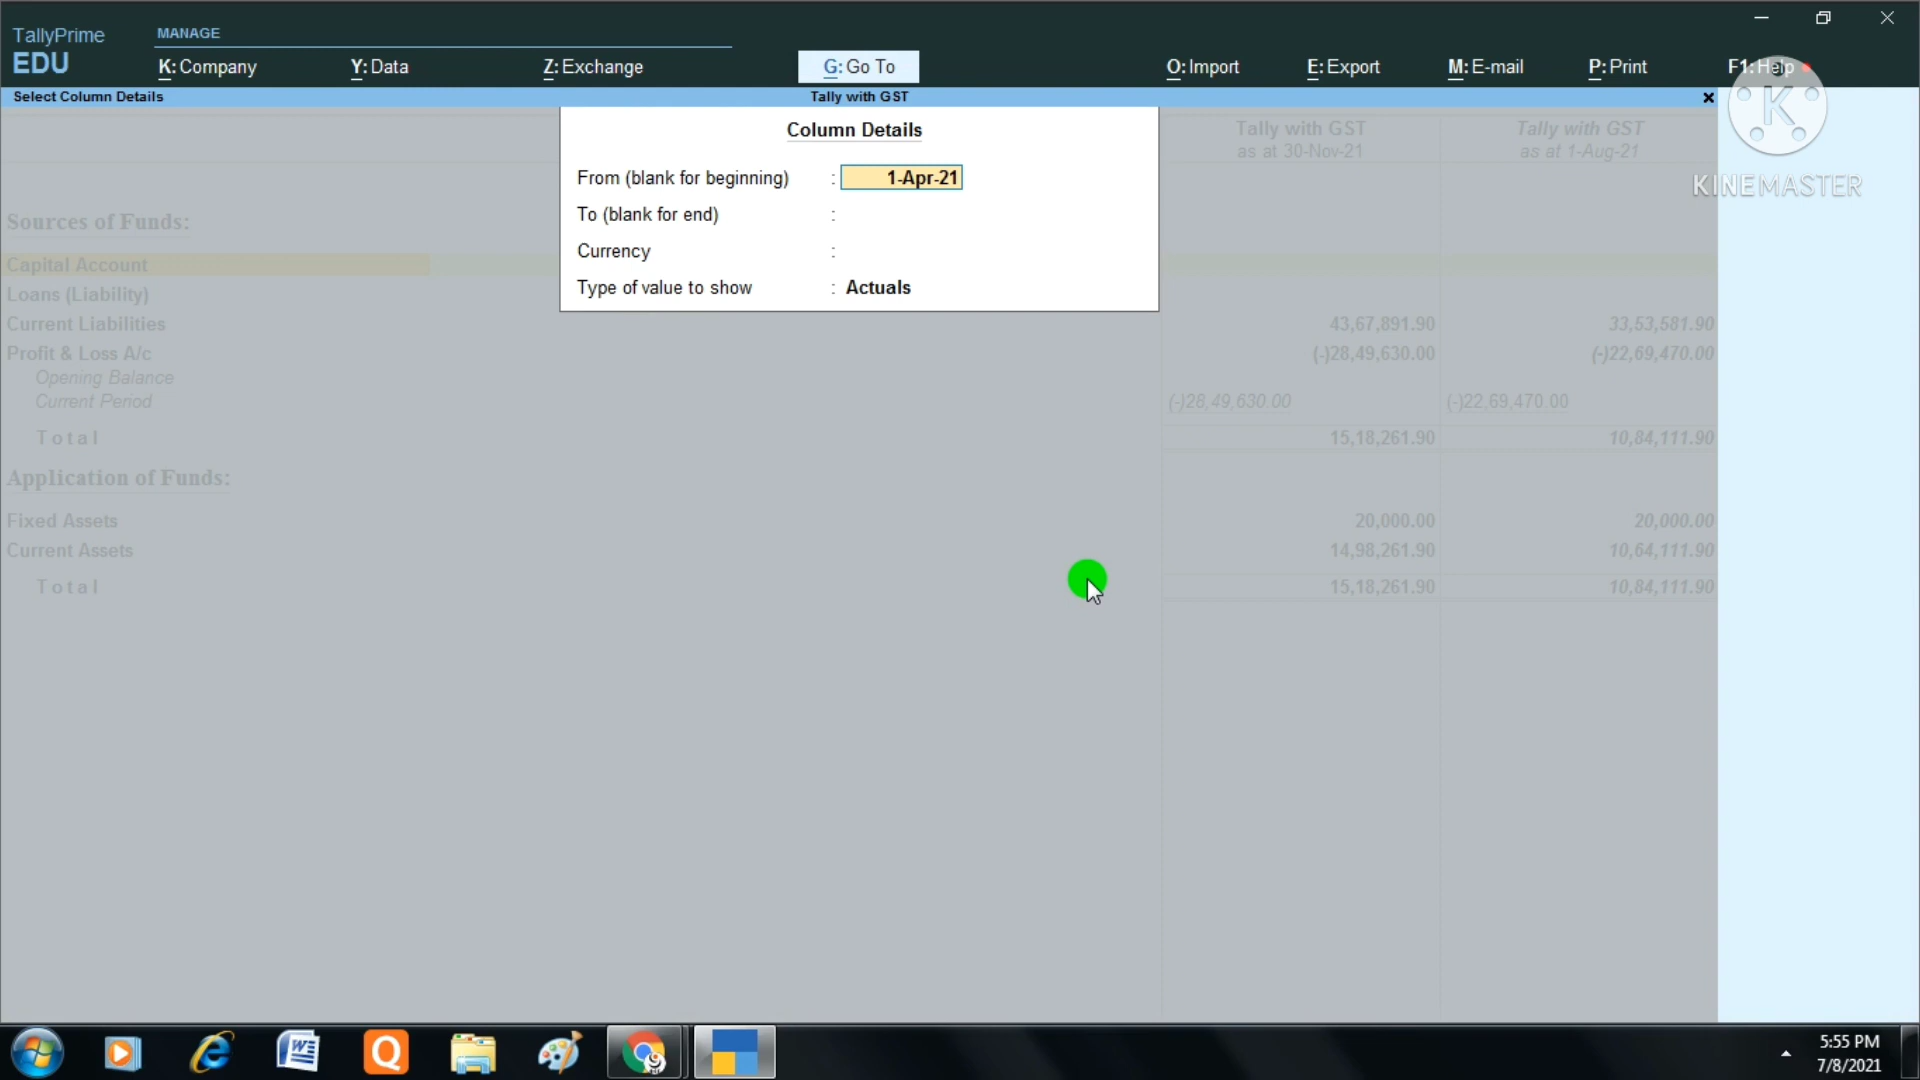 TallyPrime
EDU
MANAGE
K: Company
Y: Data
Z: Exchange
G: Go To
O: Import
E: Export
M: E-mail
P: Print
F1: Help
Select Column Details
Tally with GST
Column Details
From (blank for beginning) : 1-Apr-21
To (blank for end) :
Currency :
Type of value to show : Actuals
Tally with GST
as at 30-Nov-21
Tally with GST
as at 1-Aug-21
K
KINEMASTER
Sources of Funds:
Capital Account
Loans (Liability)
Current Liabilities 43,67,891.90 33,53,581.90
Profit & Loss A/c (-)28,49,630.00 (-)22,69,470.00
Opening Balance
Current Period (-)28,49,630.00 (-)22,69,470.00
Total 15,18,261.90 10,84,111.90
Application of Funds:
Fixed Assets 20,000.00 20,000.00
Current Assets 14,98,261.90 10,64,111.90
Total 15,18,261.90 10,84,111.90
5:55 PM
7/8/2021